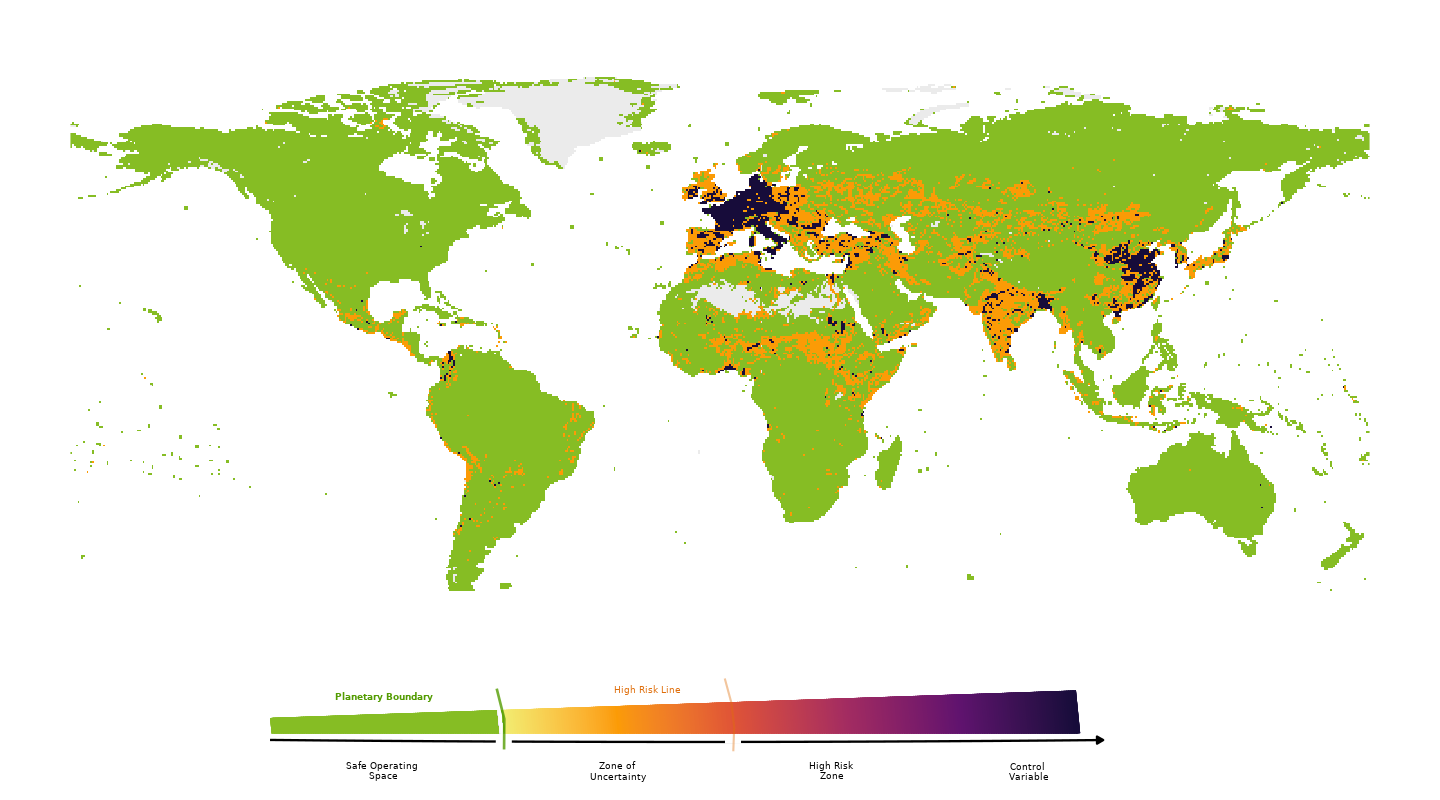 Planetary Boundary
High Risk Line
Safe Operating
Space
Zone of
Uncertainty
High Risk
Zone
Control
Variable